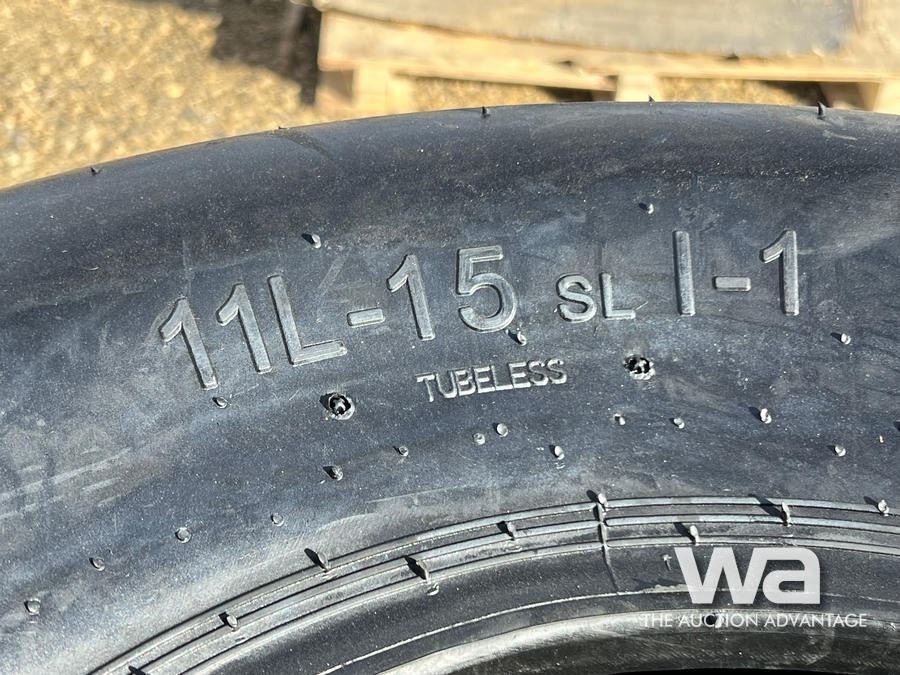 11L-15 SL I-1
TUBELESS
wa
THE AUCTION ADVANTAGE